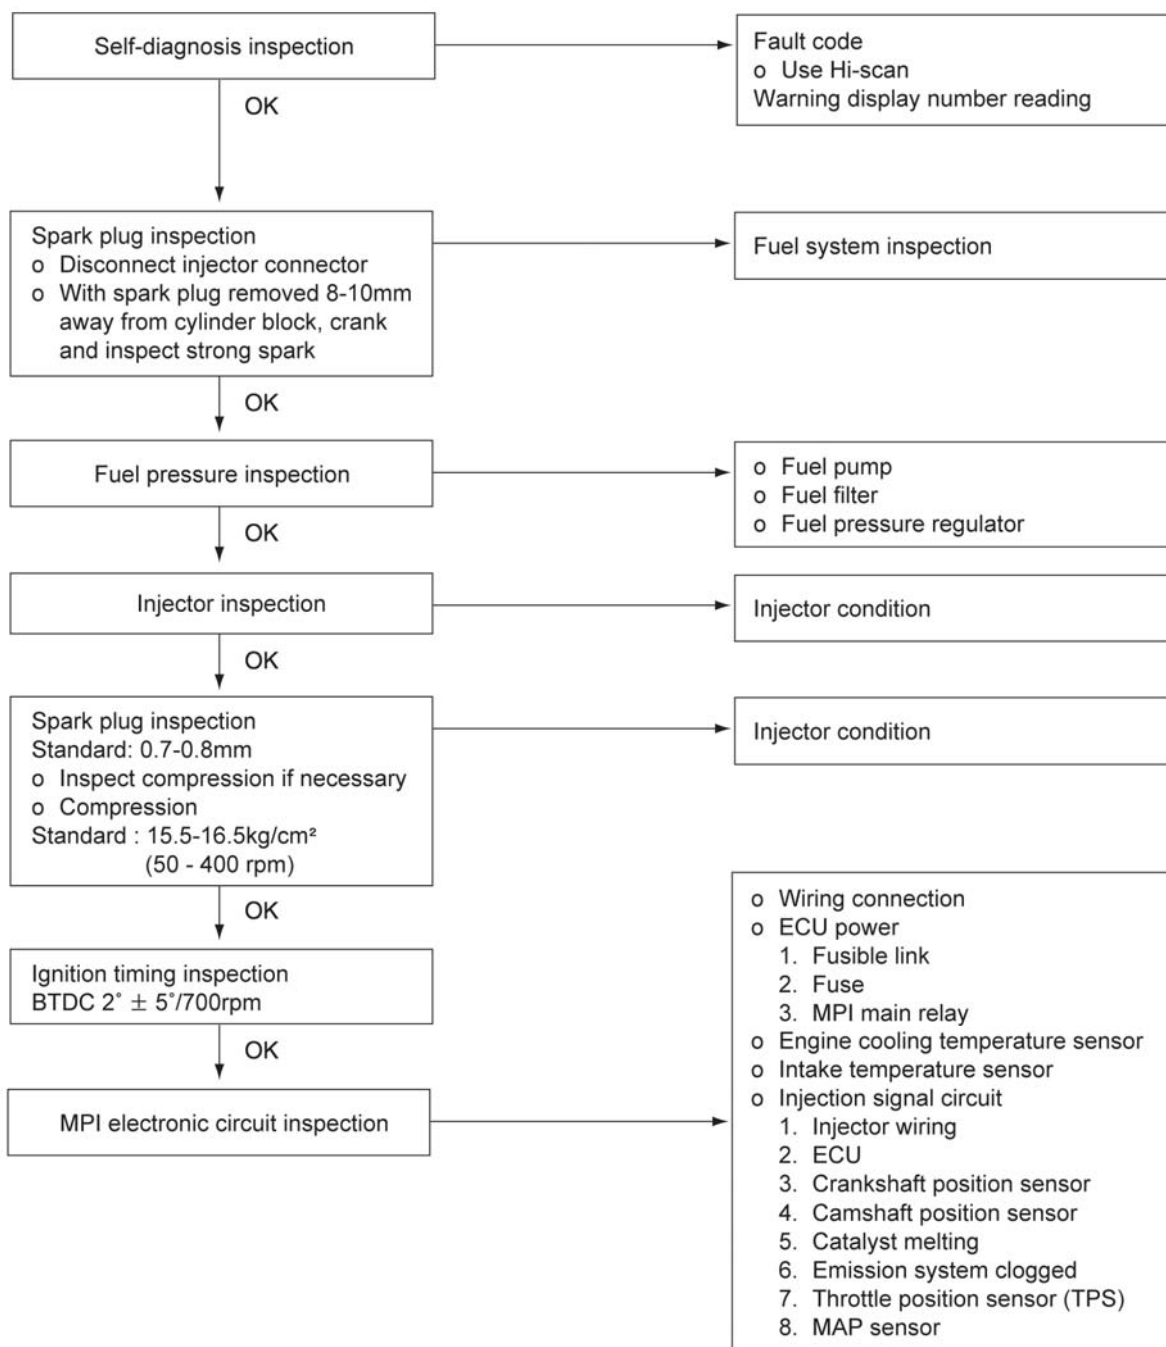 Self-diagnosis inspection
Fault code
o Use Hi-scan
Warning display number reading
OK
Spark plug inspection
o Disconnect injector connector
o With spark plug removed 8-10mm
away from cylinder block, crank
and inspect strong spark
Fuel system inspection
OK
Fuel pressure inspection
o Fuel pump
o Fuel filter
o Fuel pressure regulator
OK
Injector inspection
Injector condition
OK
Spark plug inspection
Standard: 0.7-0.8mm
o Inspect compression if necessary
o Compression
Standard : 15.5-16.5kg/cm²
(50 - 400 rpm)
Injector condition
OK
Ignition timing inspection
BTDC 2˚ ± 5˚/700rpm
OK
MPI electronic circuit inspection
o Wiring connection
o ECU power
1. Fusible link
2. Fuse
3. MPI main relay
o Engine cooling temperature sensor
o Intake temperature sensor
o Injection signal circuit
1. Injector wiring
2. ECU
3. Crankshaft position sensor
4. Camshaft position sensor
5. Catalyst melting
6. Emission system clogged
7. Throttle position sensor (TPS)
8. MAP sensor